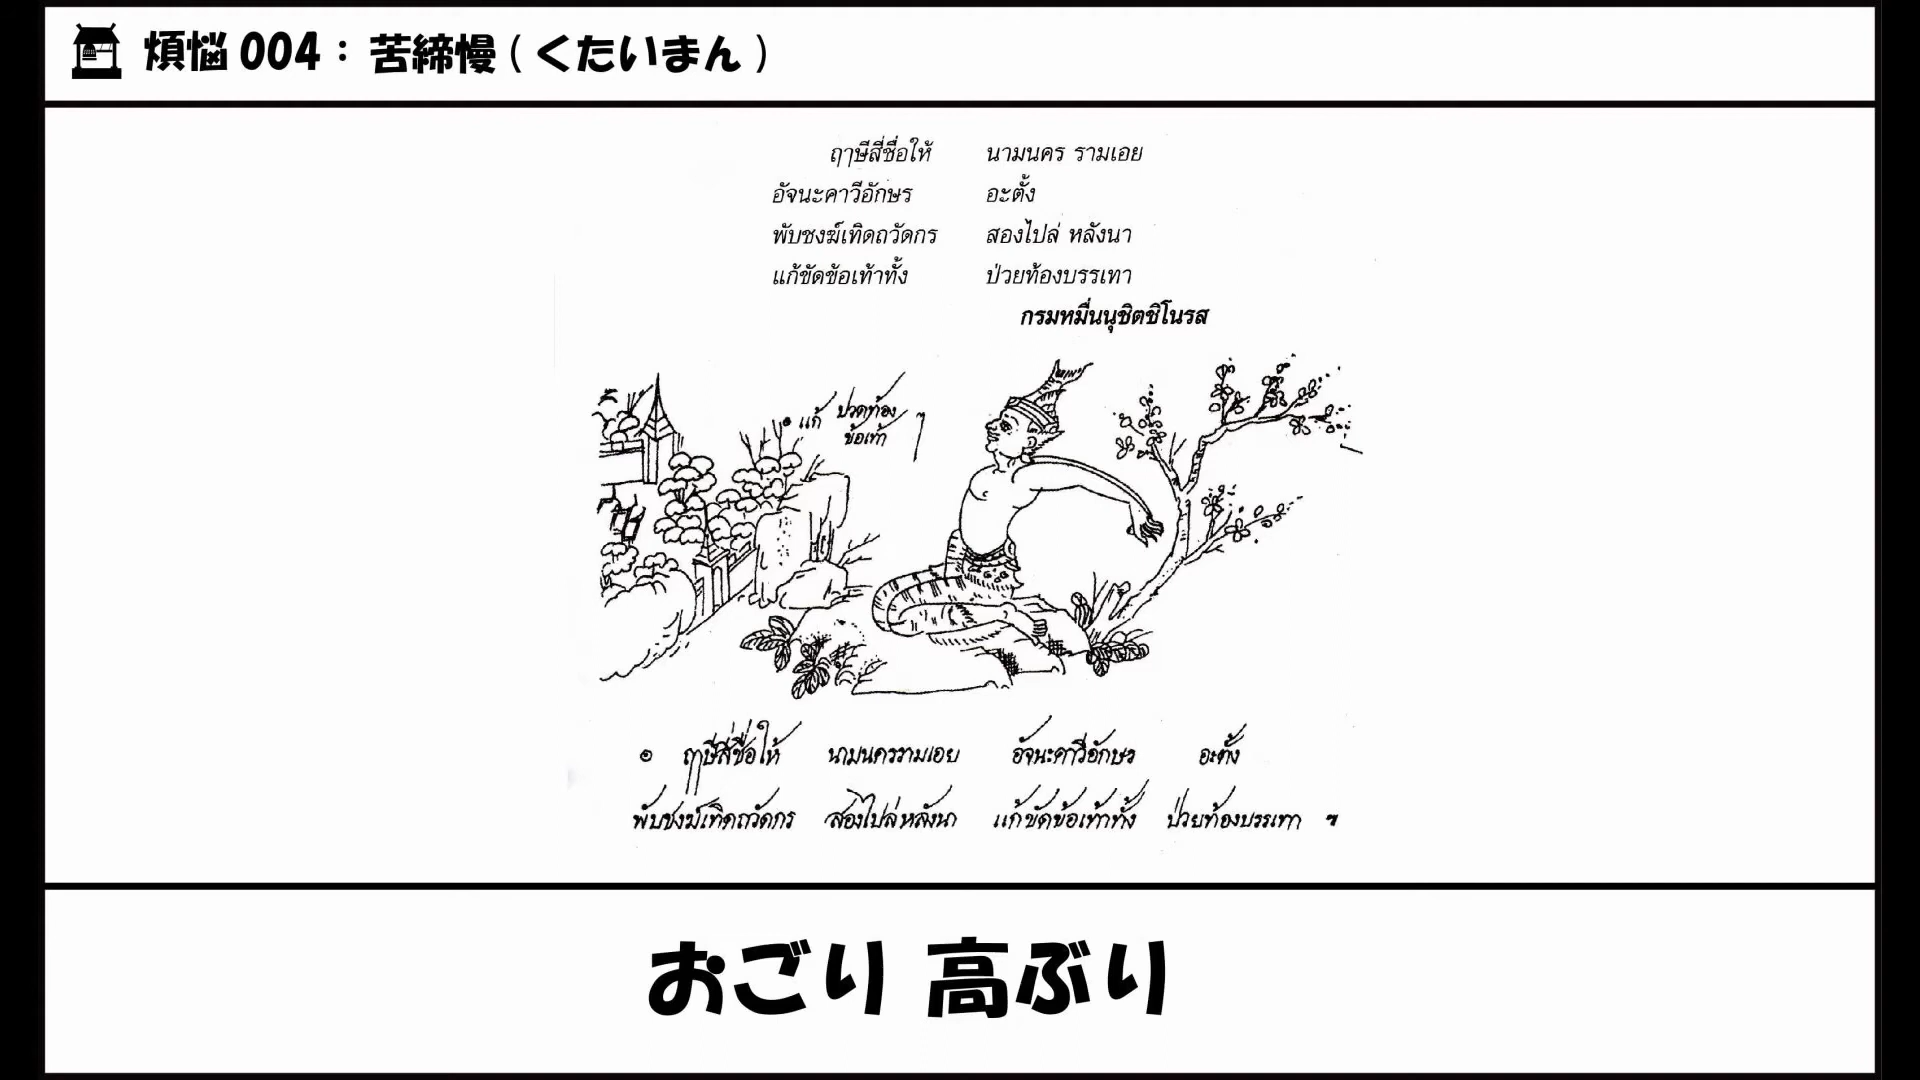 煩悩004：苦締慢(くたいまん)
ฤๅษีสี่ชื่อให้ นามนคร รามเอย
อัจนะคาวีอักษร อะตั้ง
พับชงฆ์เทิดถวัดกร สองไปล่ หลังนา
แก้ขัดข้อเท้าทั้ง ป่วยท้องบรรเทา
กรมหมื่นนุชิตชิโนรส
แก้ ปวดท้อง
ข้อเท้า ๅ
๏ ฤๅษีสี่ชื่อให้ นามนครรามเอย อัจนะคาวีอักษร อะตั้ง
พับชงฆ์เทิดถวัดกร สองไปล่หลังนา แก้ขัดข้อเท้าทั้ง ป่วยท้องบรรเทา ฯ
おごり 高ぶり